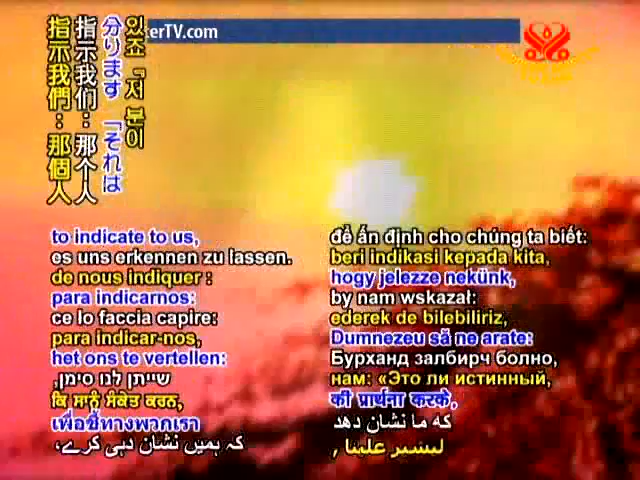 terTV.com
있죠 「저 분이
分ります 「それは
指示我们：那个人
指示我們：那個人
to indicate to us,
es uns erkennen zu lassen.
de nous indiquer :
para indicarnos:
ce lo faccia capire:
para indicar-nos,
het ons te vertellen:
שייתן לנו סימן,
ਕਿ ਸਾਨੂੰ ਸੰਕੇਤ ਕਰਨ,
เพื่อชี้ทางพวกเรา
کہ ہمیں نشان دہی کرے،
để ấn định cho chúng ta biết:
beri indikasi kepada kita,
hogy jelezze nekünk,
by nam wskazał:
ederek de bilebiliriz,
Dumnezeu să ne arate:
Бурханд залбирч болно,
нам: «Это ли истинный,
की प्रार्थना करके,
که ما نشان دهد
ليشير علينا ,